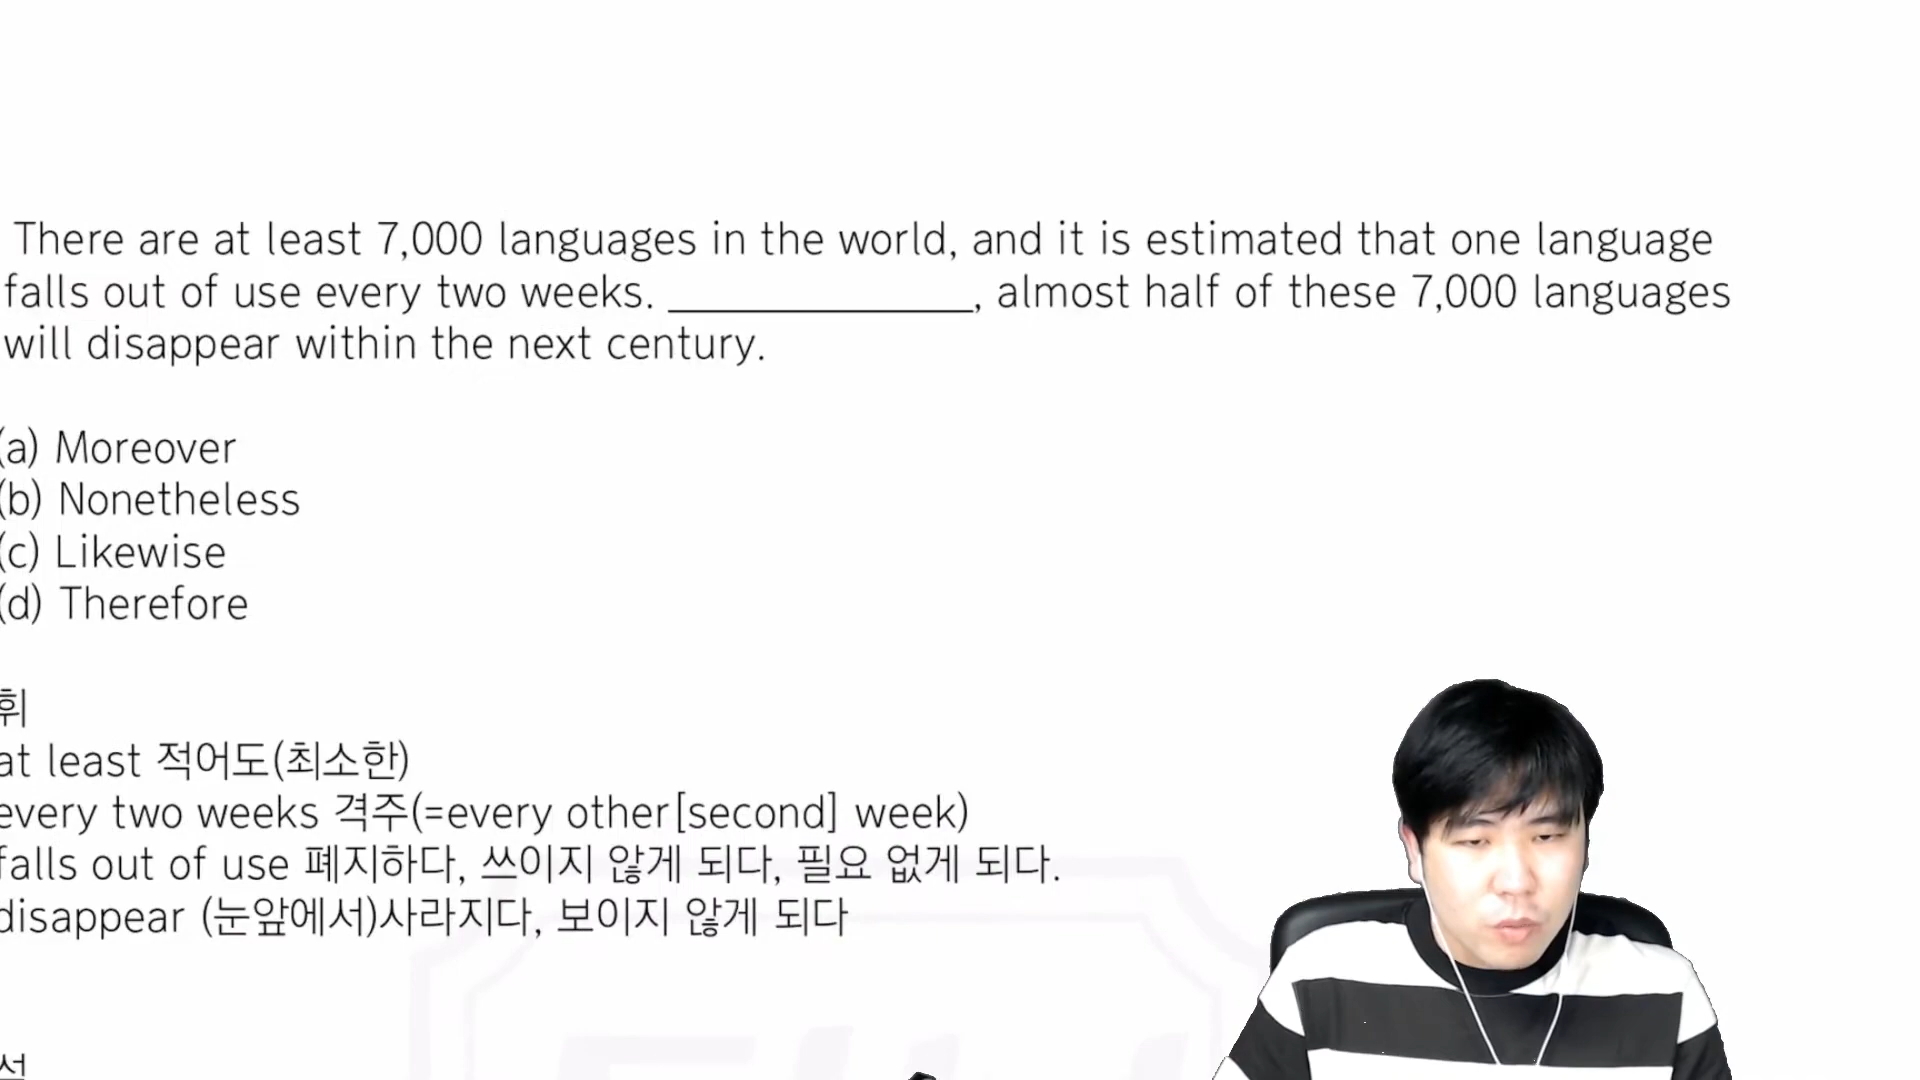 There are at least 7,000 languages in the world, and it is estimated that one language
falls out of use every two weeks. ______________, almost half of these 7,000 languages
will disappear within the next century.
(a) Moreover
(b) Nonetheless
(c) Likewise
(d) Therefore
휘
at least 적어도(최소한)
every two weeks 격주(=every other[second] week)
falls out of use 폐지하다, 쓰이지 않게 되다, 필요 없게 되다.
disappear (눈앞에서)사라지다, 보이지 않게 되다